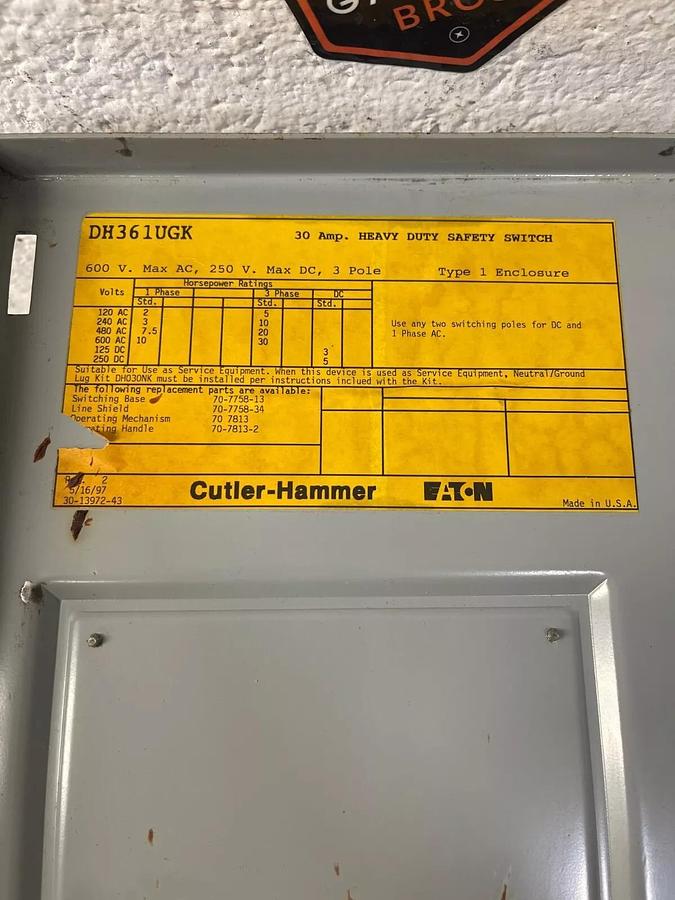 BRO
DH361UGK 30 Amp. HEAVY DUTY SAFETY SWITCH
600 V. Max AC, 250 V. Max DC, 3 Pole Type 1 Enclosure
Horsepower Ratings
Volts 1 Phase 3 Phase DC
Std. Std. Std.
120 AC 2 5
240 AC 3 10
480 AC 7.5 20
600 AC 10 30
125 DC 3
250 DC 5
Use any two switching poles for DC and
1 Phase AC.
Suitable for Use as Service Equipment. When this device is used as Service Equipment, Neutral/Ground
Lug Kit DH030NK must be installed per instructions inclued with the Kit.
The following replacement parts are available:
Switching Base 70-7758-13
Line Shield 70-7758-34
Operating Mechanism 70 7813
ating Handle 70-7813-2
2
5/16/97
30-13972-43
Cutler-Hammer EATON
Made in U.S.A.